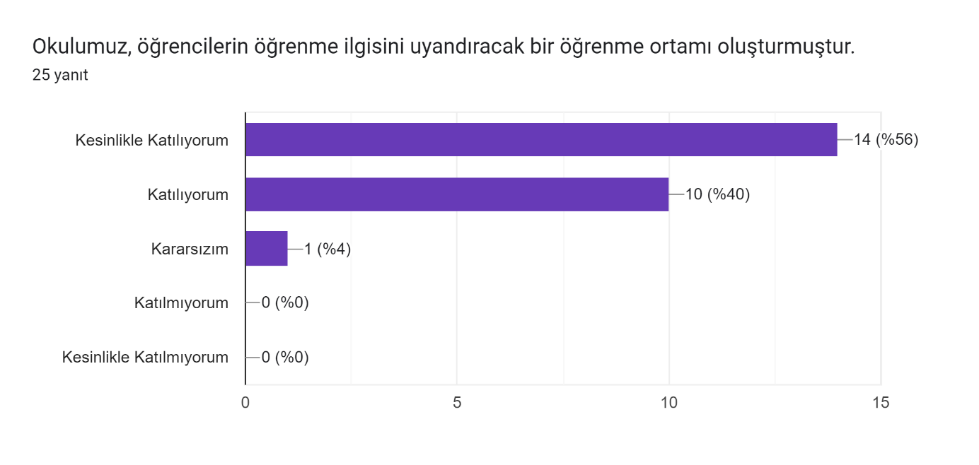 Okulumuz, öğrencilerin öğrenme ilgisini uyandıracak bir öğrenme ortamı oluşturmuştur.
25 yanıt
Kesinlikle Katılıyorum 14 (%56)
Katılıyorum 10 (%40)
Kararsızım 1 (%4)
Katılmıyorum 0 (%0)
Kesinlikle Katılmıyorum 0 (%0)
0 5 10 15